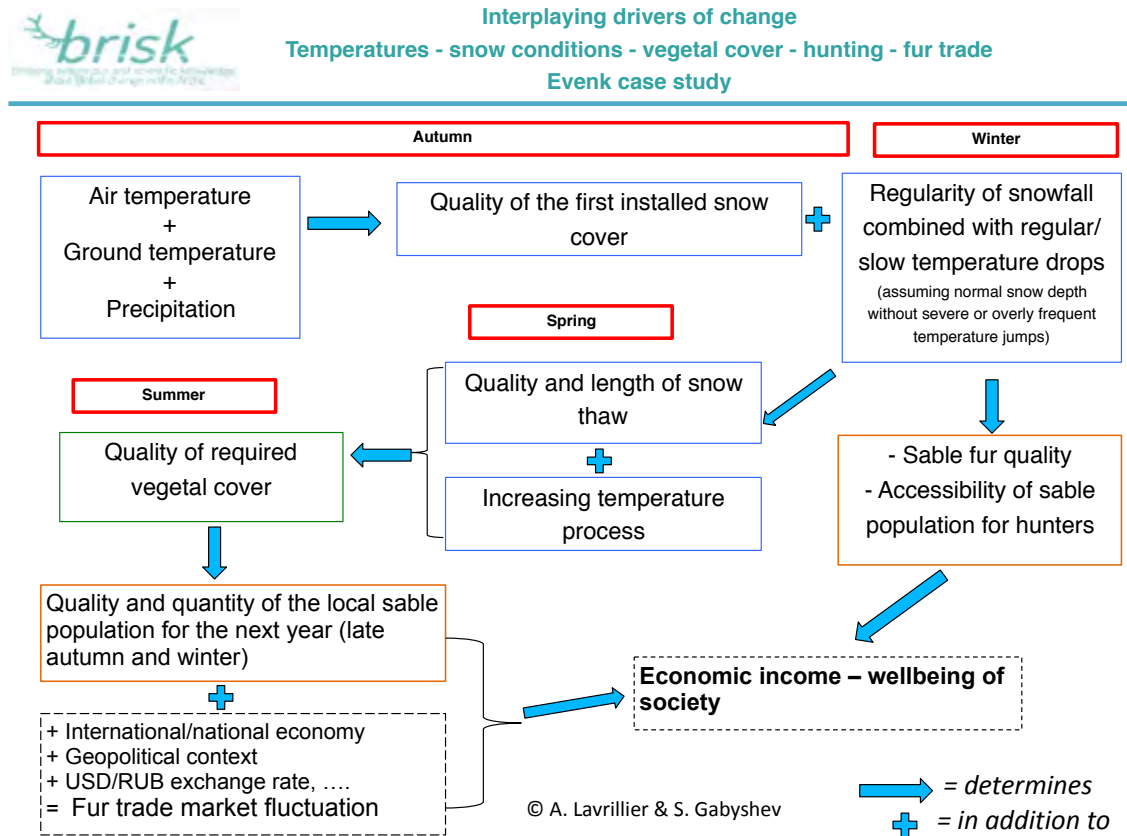 brisk
Interplaying drivers of change
Temperatures - snow conditions - vegetal cover - hunting - fur trade
Evenk case study
Autumn
Winter
Air temperature
+
Ground temperature
+
Precipitation
Quality of the first installed snow
cover
Regularity of snowfall
combined with regular/
slow temperature drops
(assuming normal snow depth
without severe or overly frequent
temperature jumps)
Spring
Quality and length of snow
thaw
Increasing temperature
process
Summer
Quality of required
vegetal cover
- Sable fur quality
- Accessibility of sable
population for hunters
Quality and quantity of the local sable
population for the next year (late
autumn and winter)
+ International/national economy
+ Geopolitical context
+ USD/RUB exchange rate, ....
= Fur trade market fluctuation
Economic income – wellbeing of
society
© A. Lavrillier & S. Gabyshev
= determines
= in addition to